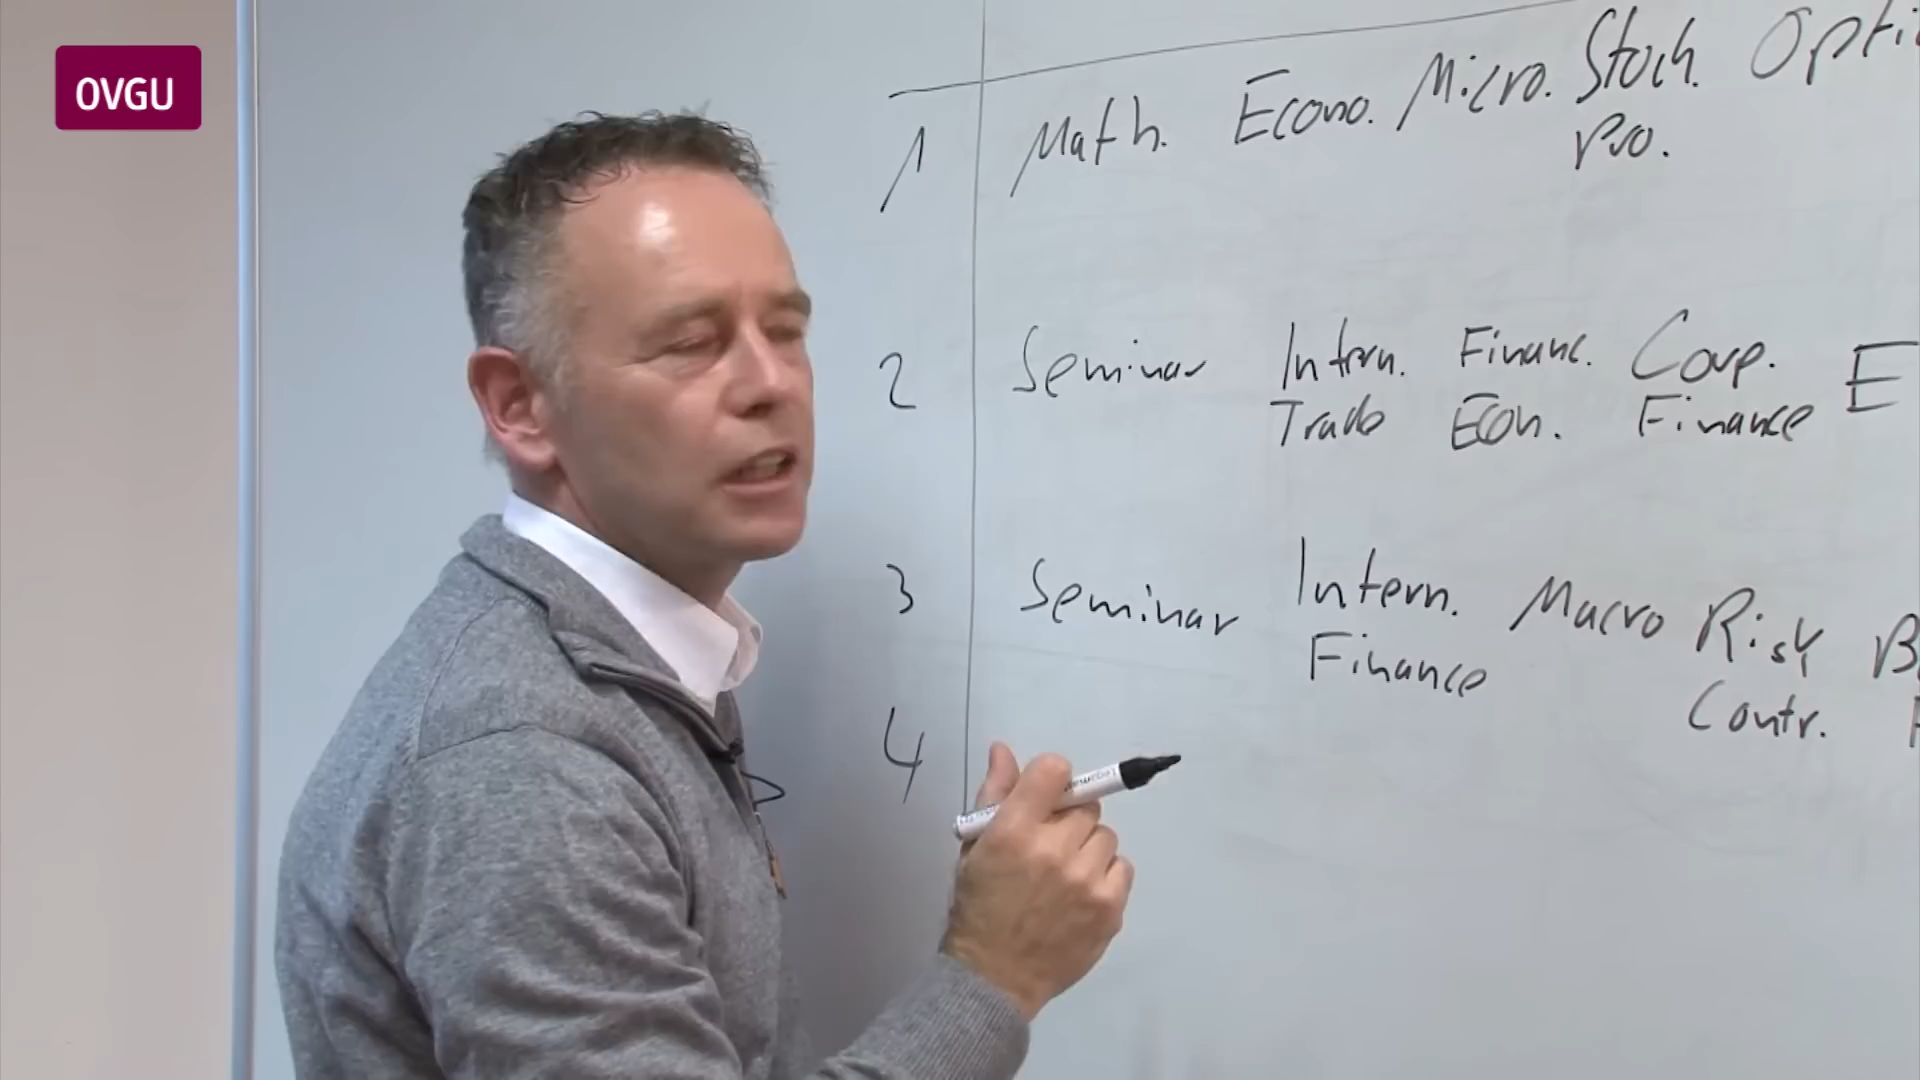 OVGU
1 Math. Econo. Micro. Stoch. Opti
Pro.
2 Seminar Intern. Financ. Corp. E
Trade Econ. Finance
3 Seminar Intern. Macro Risk B
Finance Contr.
4